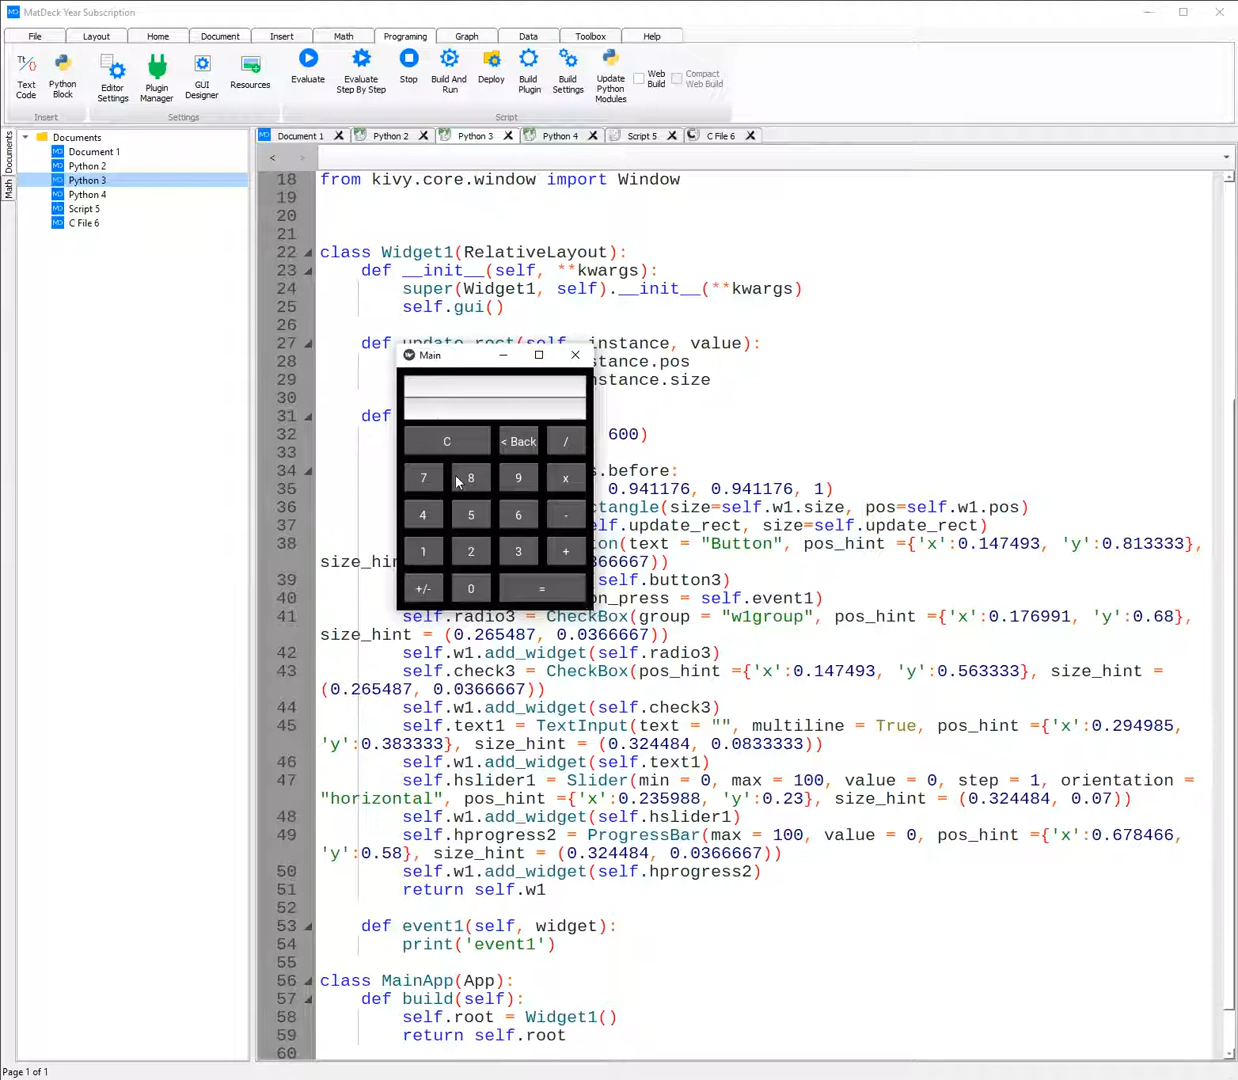 MatDeck Year Subscription
File Layout Home Document Insert Math Programing Graph Data Toolbox Help
Text Code
Python Block
Editor Settings
Plugin Manager
GUI Designer
Resources
Evaluate
Evaluate Step By Step
Stop
Build And Run
Deploy
Build Plugin
Build Settings
Update Python Modules
Web Build
Compact Web Build
Insert Settings Script
Documents
Math
Documents
Document 1
Python 2
Python 3
Python 4
Script 5
C File 6
Document 1 Python 2 Python 3 Python 4 Script 5 C File 6
18 from kivy.core.window import Window
19
20
21
22 class Widget1(RelativeLayout):
23 def __init__(self, **kwargs):
24 super(Widget1, self).__init__(**kwargs)
25 self.gui()
26
27 def update_rect(self, instance, value):
28 stance.pos
29 nstance.size
30
31 def
32 600)
34 s.before:
35 0.941176, 0.941176, 1)
36 ctangle(size=self.w1.size, pos=self.w1.pos)
37 elf.update_rect, size=self.update_rect)
38 ton(text = "Button", pos_hint ={'x':0.147493, 'y':0.813333},
size_hin 366667))
39 self.button3)
40 on_press = self.event1)
41 self.radio3 = CheckBox(group = "w1group", pos_hint ={'x':0.176991, 'y':0.68},
size_hint = (0.265487, 0.0366667))
42 self.w1.add_widget(self.radio3)
43 self.check3 = CheckBox(pos_hint ={'x':0.147493, 'y':0.563333}, size_hint =
(0.265487, 0.0366667))
44 self.w1.add_widget(self.check3)
45 self.text1 = TextInput(text = "", multiline = True, pos_hint ={'x':0.294985,
'y':0.383333}, size_hint = (0.324484, 0.0833333))
46 self.w1.add_widget(self.text1)
47 self.hslider1 = Slider(min = 0, max = 100, value = 0, step = 1, orientation =
"horizontal", pos_hint ={'x':0.235988, 'y':0.23}, size_hint = (0.324484, 0.07))
48 self.w1.add_widget(self.hslider1)
49 self.hprogress2 = ProgressBar(max = 100, value = 0, pos_hint ={'x':0.678466,
'y':0.58}, size_hint = (0.324484, 0.0366667))
50 self.w1.add_widget(self.hprogress2)
51 return self.w1
52
53 def event1(self, widget):
54 print('event1')
55
56 class MainApp(App):
57 def build(self):
58 self.root = Widget1()
59 return self.root
60
Main
C < Back /
7 8 9 x
4 5 6 -
1 2 3 +
+/- 0 =
Page 1 of 1